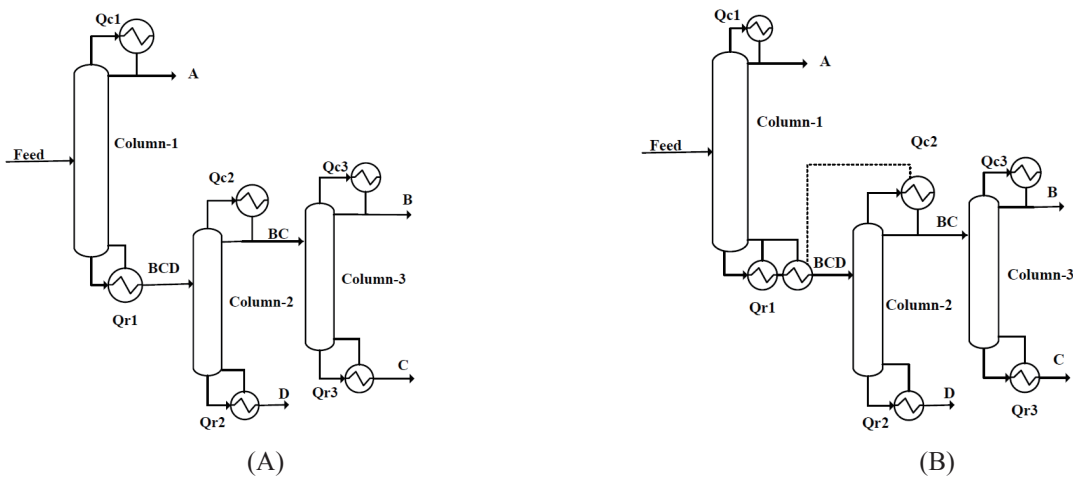 Qc1
A
Column-1
Feed
Qc2
Qc3
B
BC
BCD
Column-2
Column-3
Qr1
D
Qr2
Qr3
C
(A)
Qc1
A
Column-1
Feed
Qc2
Qc3
B
BC
BCD
Qr1
Column-2
Column-3
C
D
Qr2
Qr3
(B)